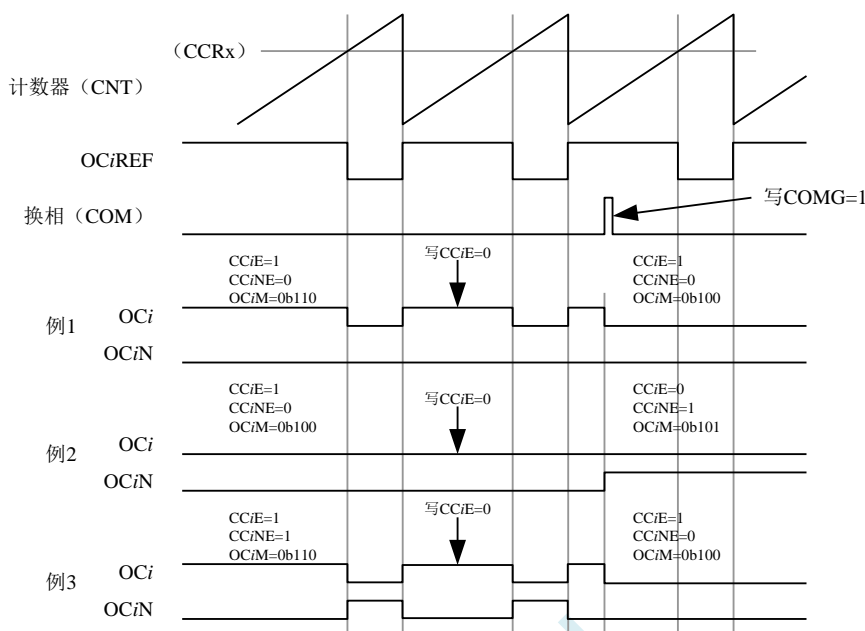 （CCRx）
计数器（CNT）
OCiREF
换相（COM）
写COMG=1
CCiE=1
CCiNE=0
OCiM=0b110
写CCiE=0
CCiE=1
CCiNE=0
OCiM=0b100
例1
OCi
OCiN
CCiE=1
CCiNE=0
OCiM=0b100
写CCiE=0
CCiE=0
CCiNE=1
OCiM=0b101
例2
OCi
OCiN
CCiE=1
CCiNE=1
OCiM=0b110
写CCiE=0
CCiE=1
CCiNE=0
OCiM=0b100
例3
OCi
OCiN